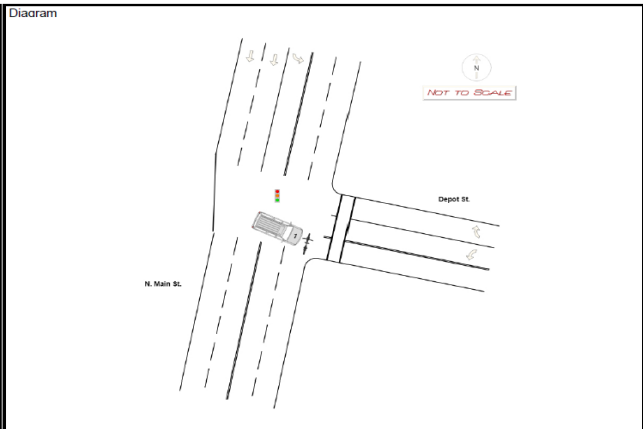 Diagram
N
NOT TO SCALE
Depot St.
1
N. Main St.